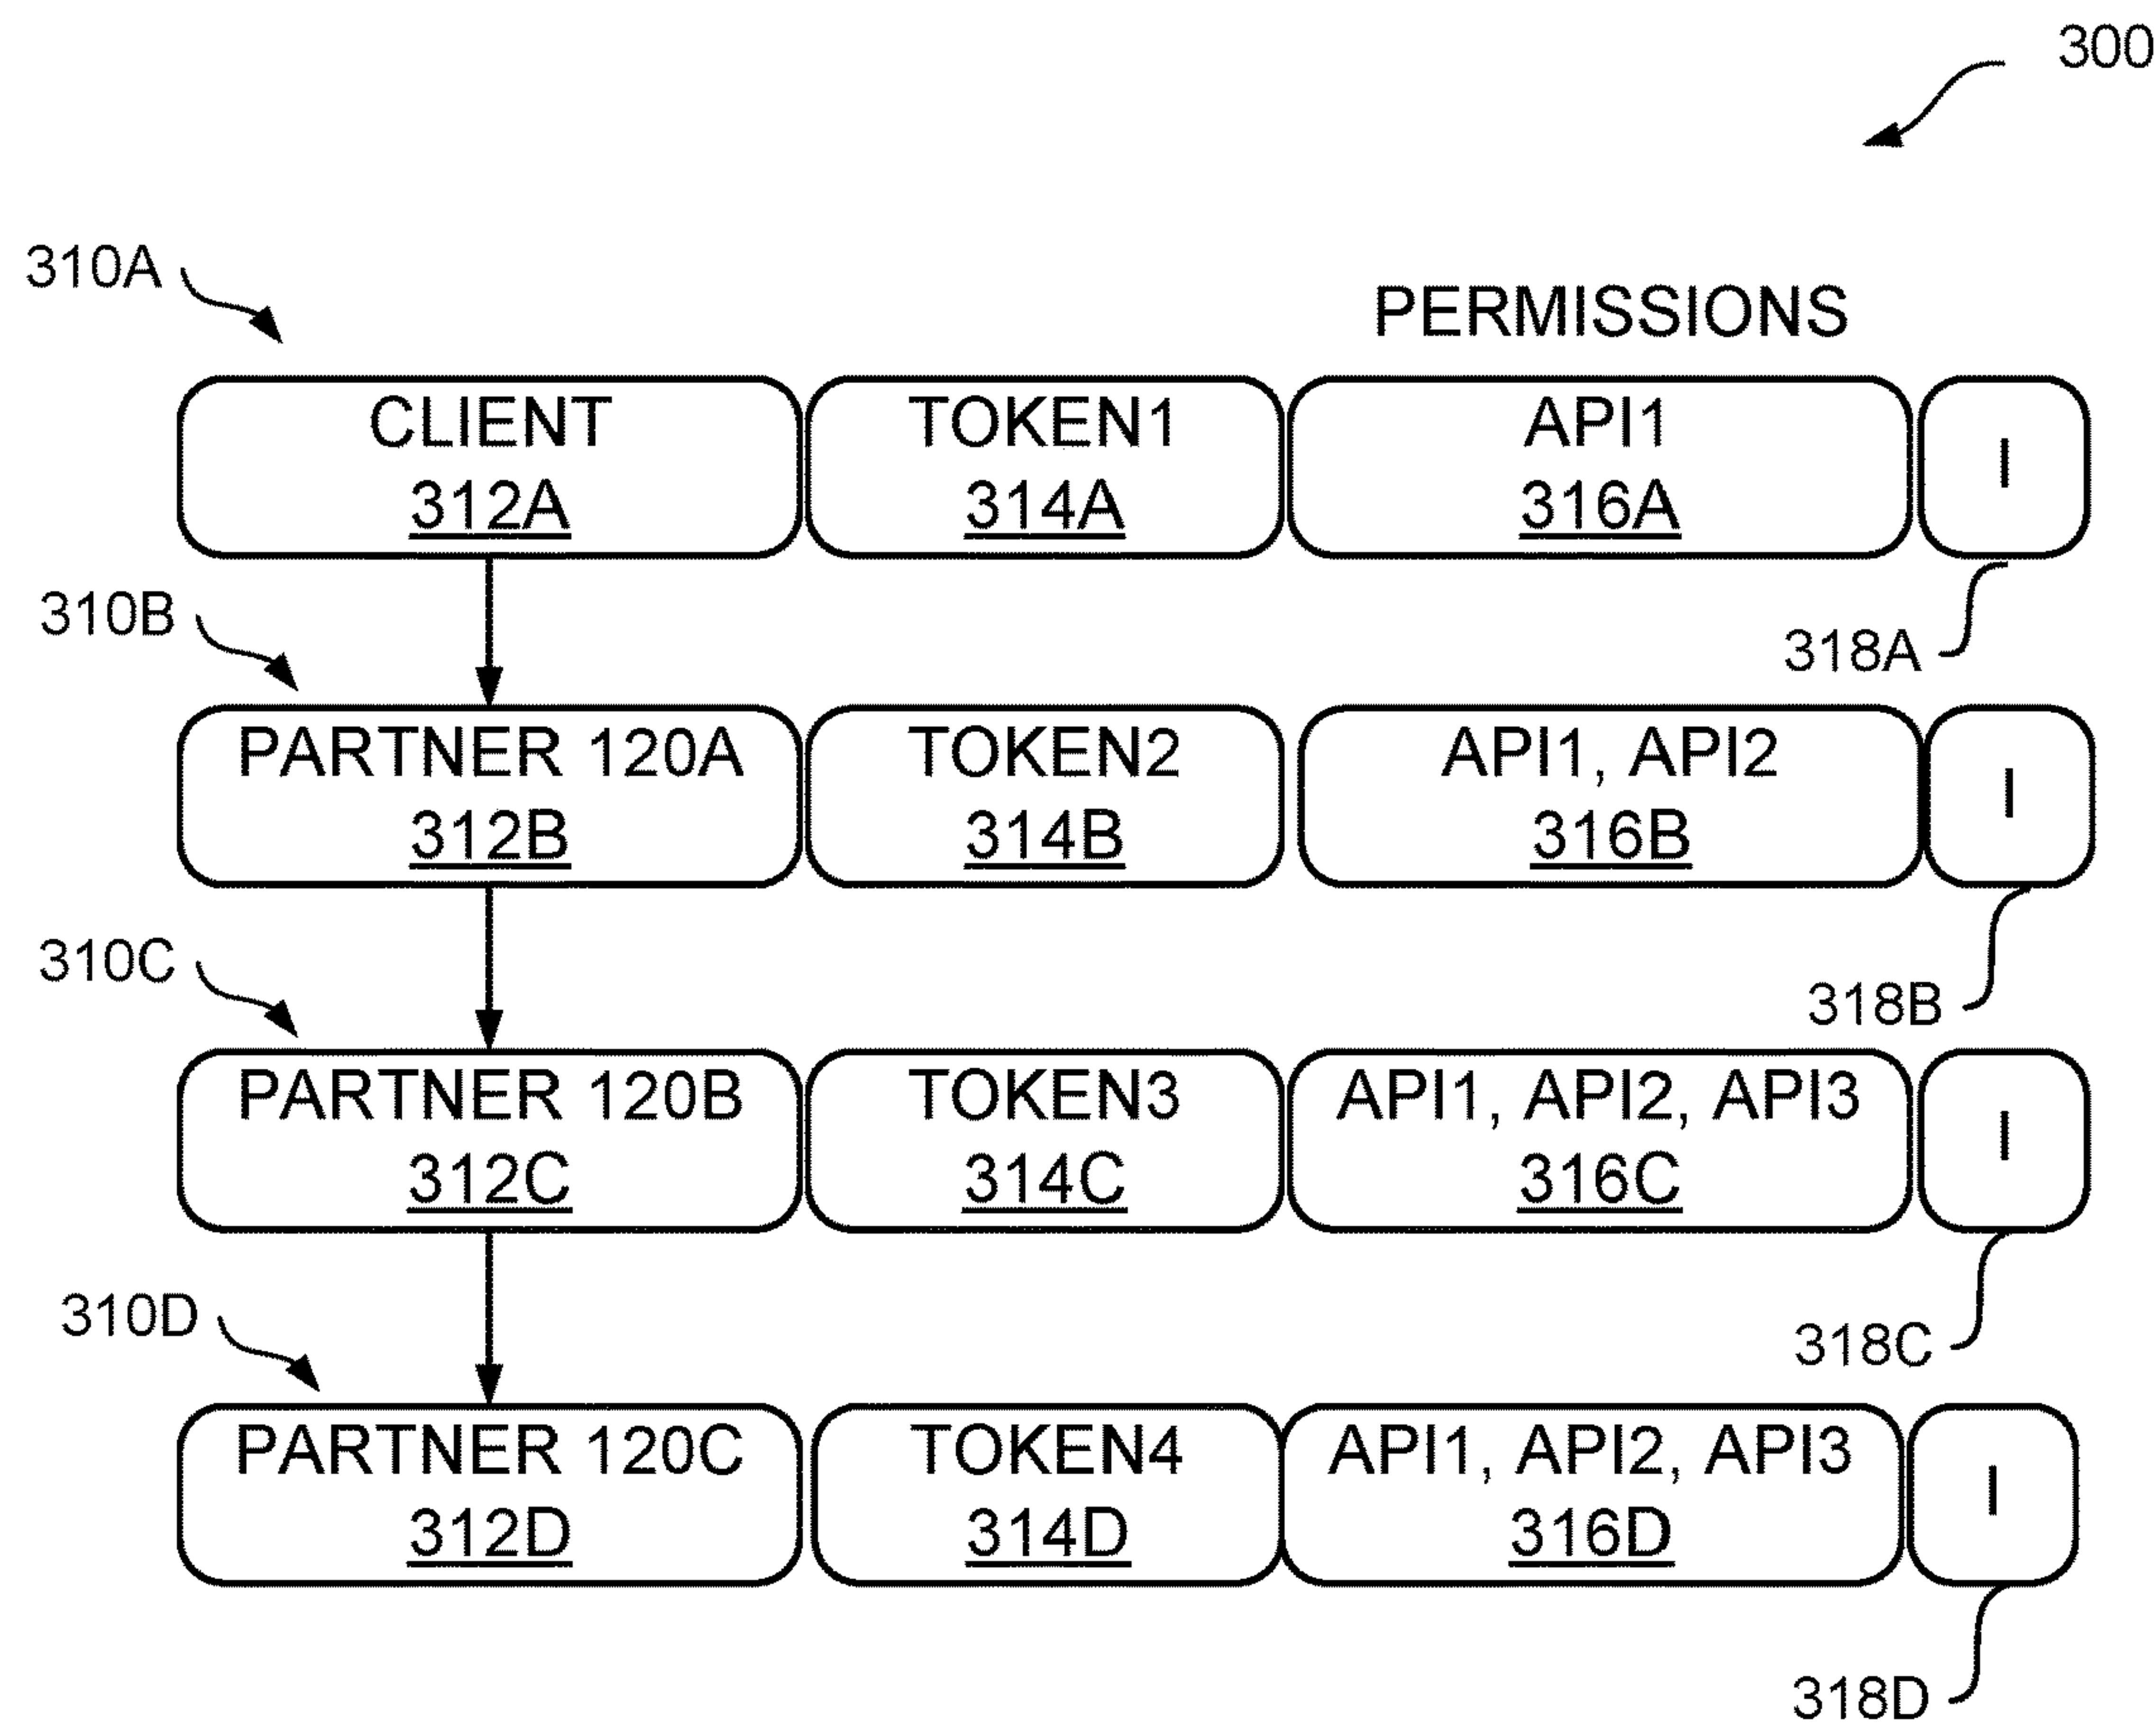 300
310A
PERMISSIONS
CLIENT
312A
TOKEN1
314A
API1
316A
I
318A
310B
PARTNER 120A
312B
TOKEN2
314B
API1, API2
316B
I
318B
310C
PARTNER 120B
312C
TOKEN3
314C
API1, API2, API3
316C
I
318C
310D
PARTNER 120C
312D
TOKEN4
314D
API1, API2, API3
316D
I
318D